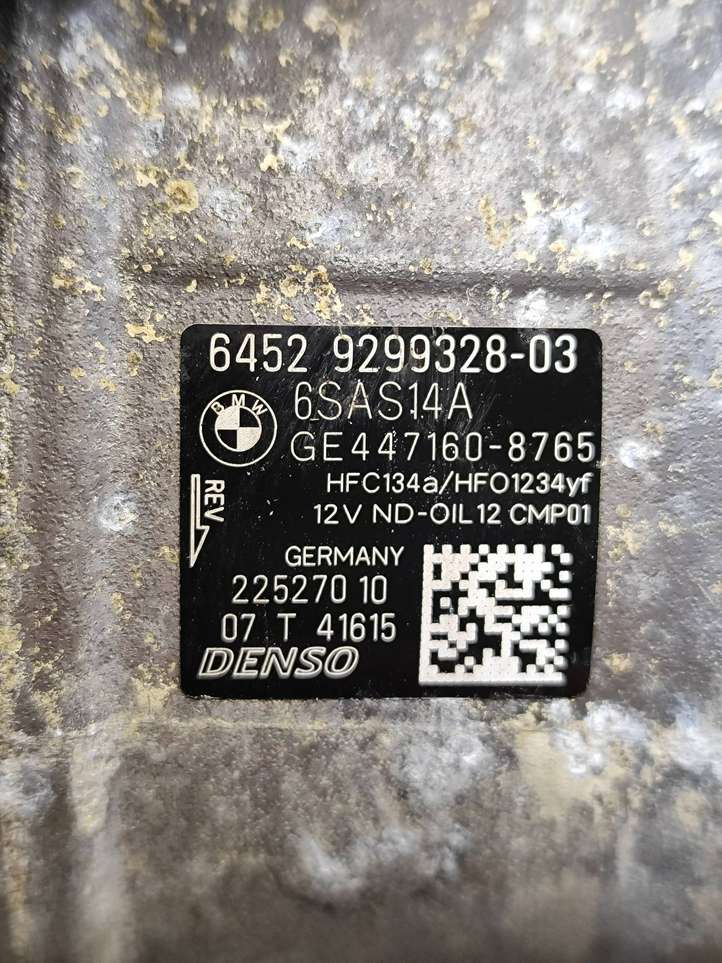 6452 9299328-03
BMW
6SAS14A
GE447160-8765
HFC134a/HFO1234yf
REV
12V ND-OIL12 CMP01
GERMANY
225270 10
07 T 41615
DENSO